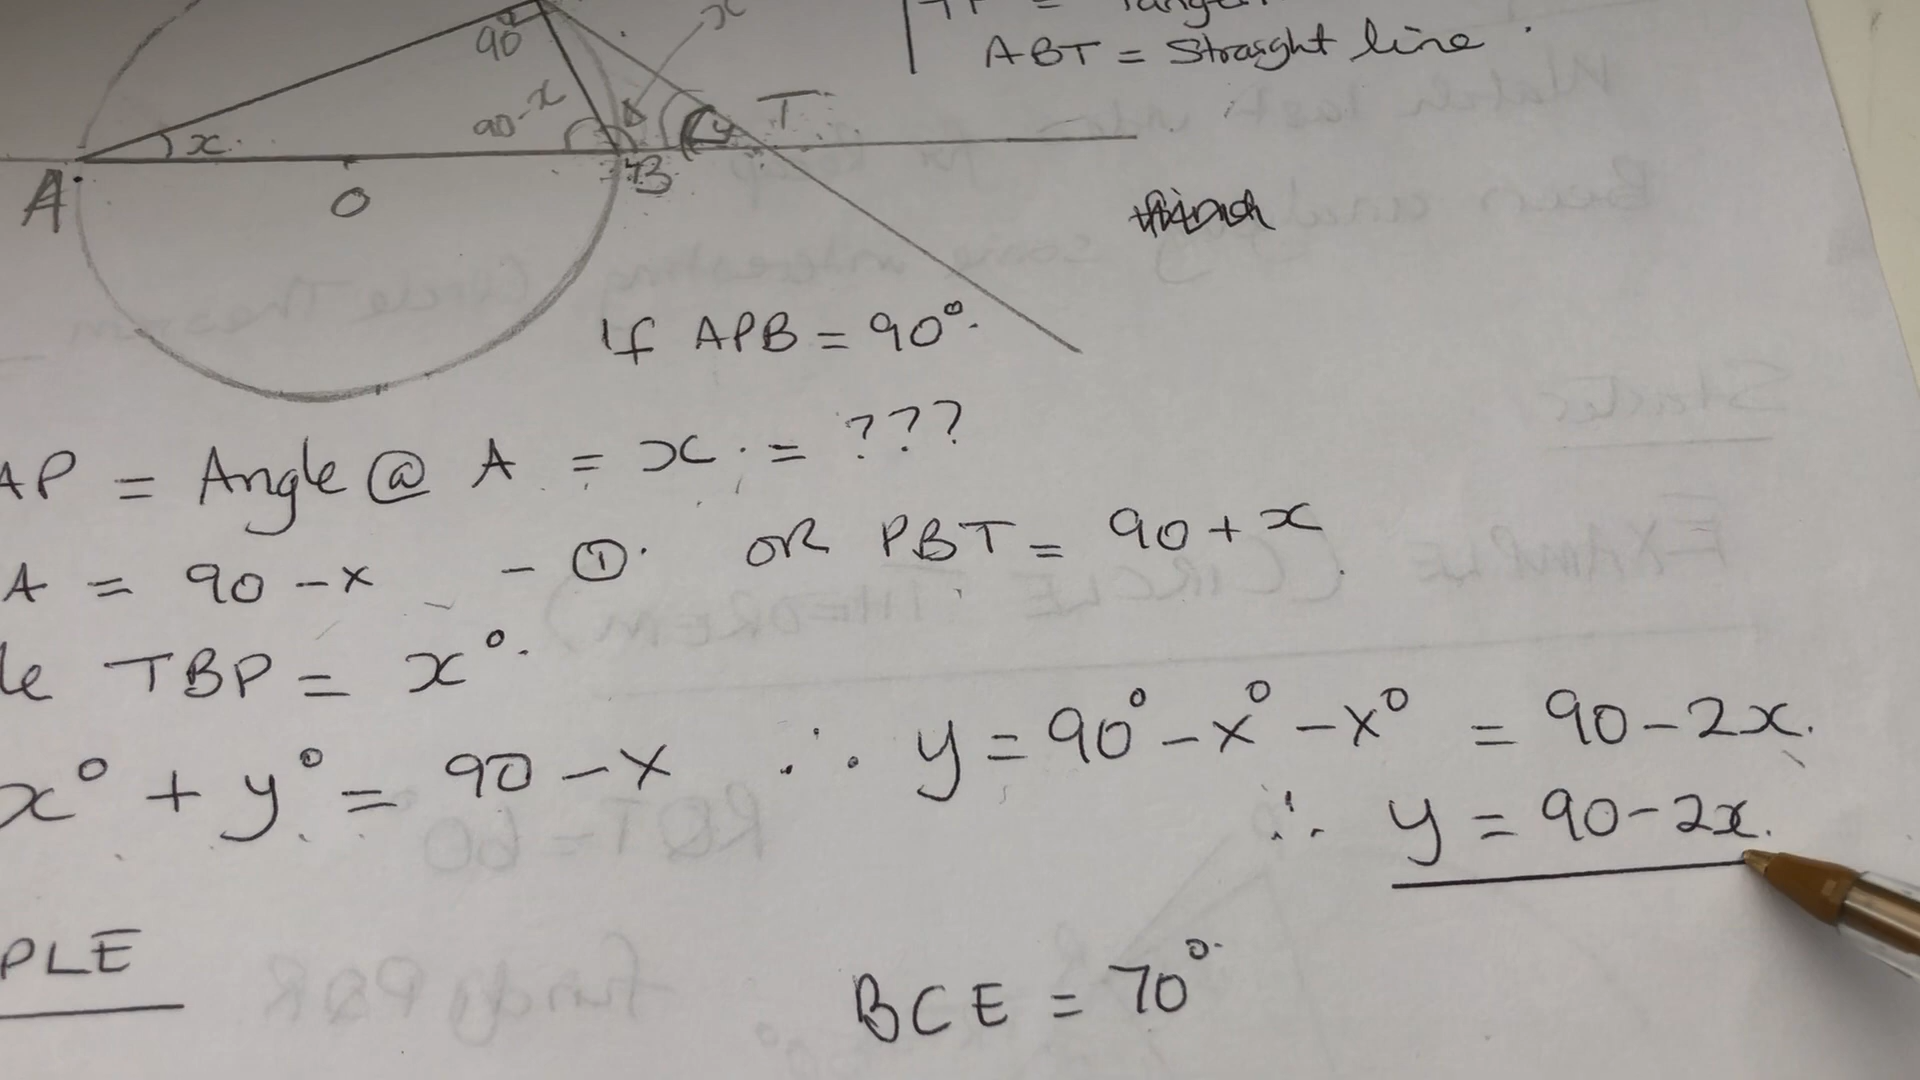 ABT = Straight line
90
x
90-x
x
y
T
A
O
B
If APB = 90°.
AP = Angle @ A = x. = ???
A = 90 - x - ①. OR PBT = 90 + x
le TBP = x°.
x° + y° = 90 - x ∴ y = 90° - x° - x° = 90 - 2x.
∴ y = 90 - 2x.
PLE
BCE = 70°